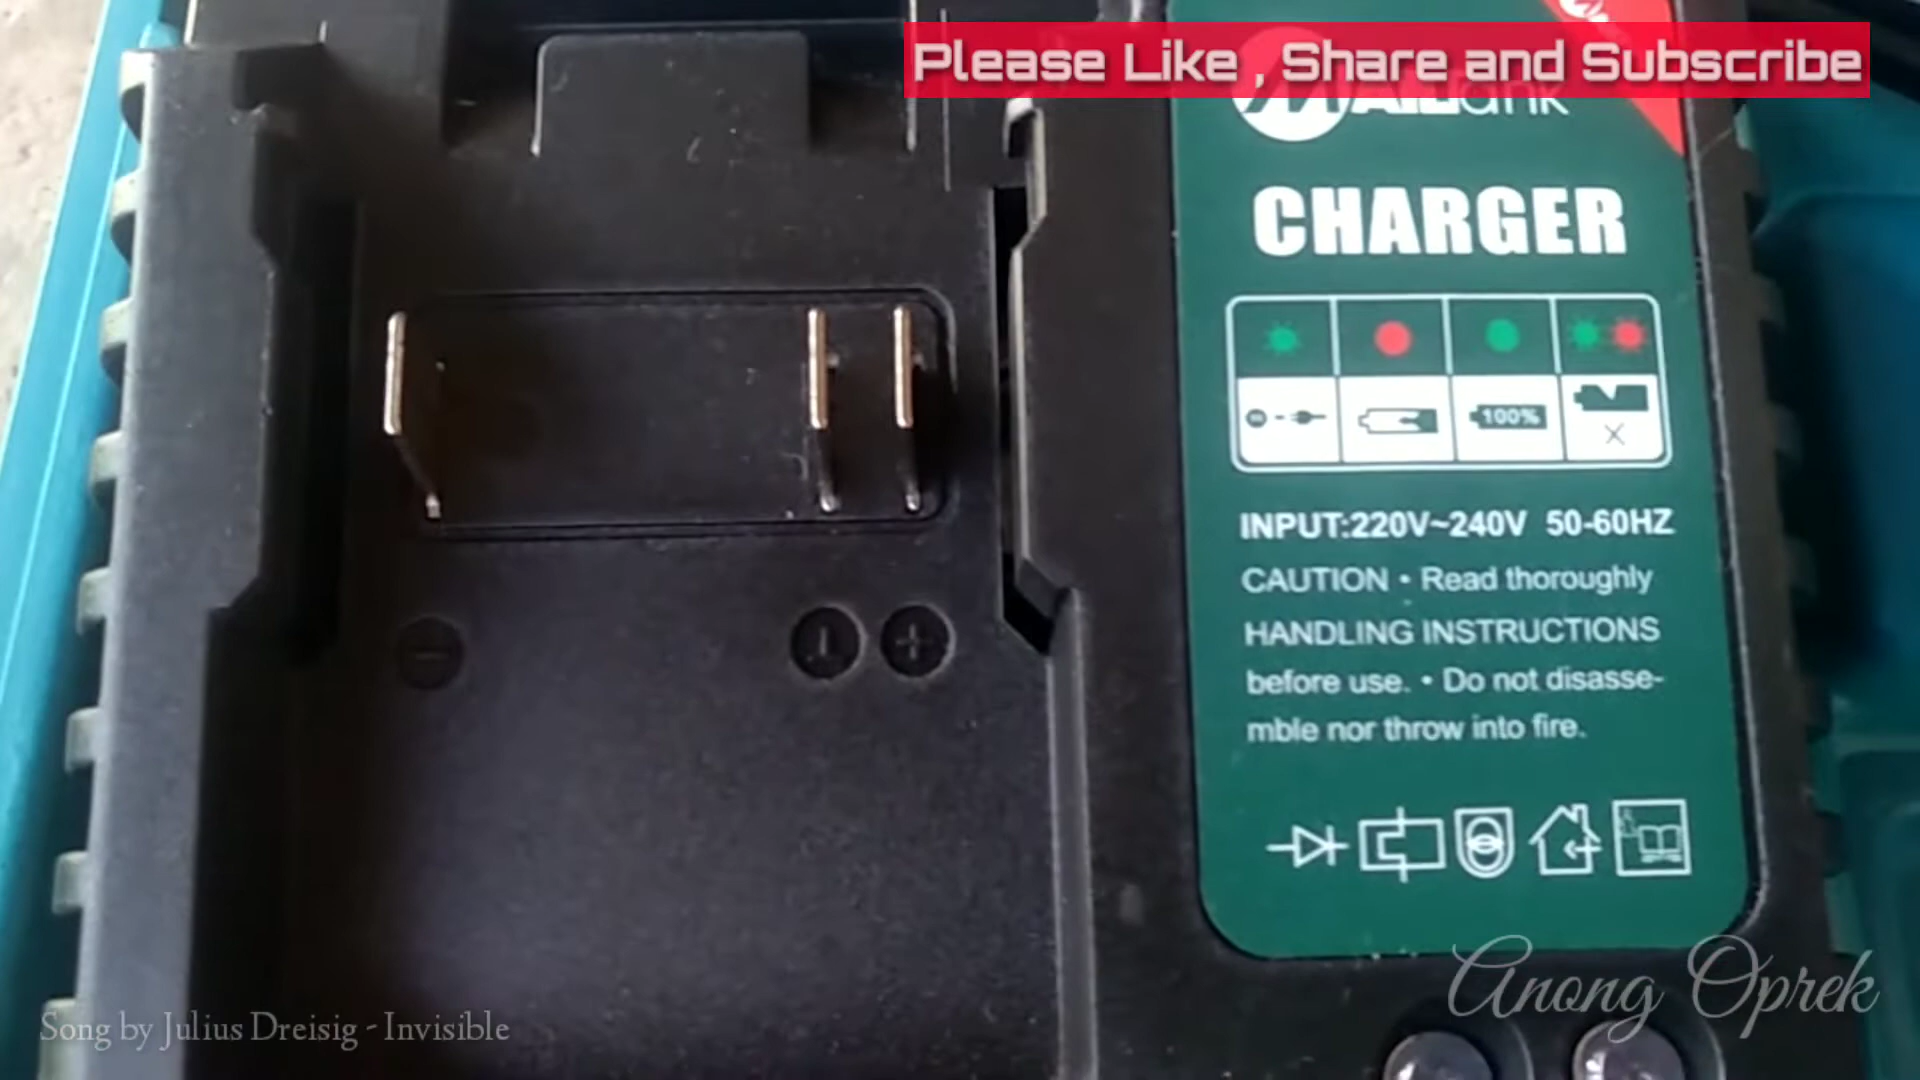 Please Like , Share and Subscribe
CHARGER
100%
INPUT:220V~240V 50-60HZ
CAUTION • Read thoroughly
HANDLING INSTRUCTIONS
before use. • Do not disasse-
mble nor throw into fire.
Anong Oprek
Song by Julius Dreisig - Invisible